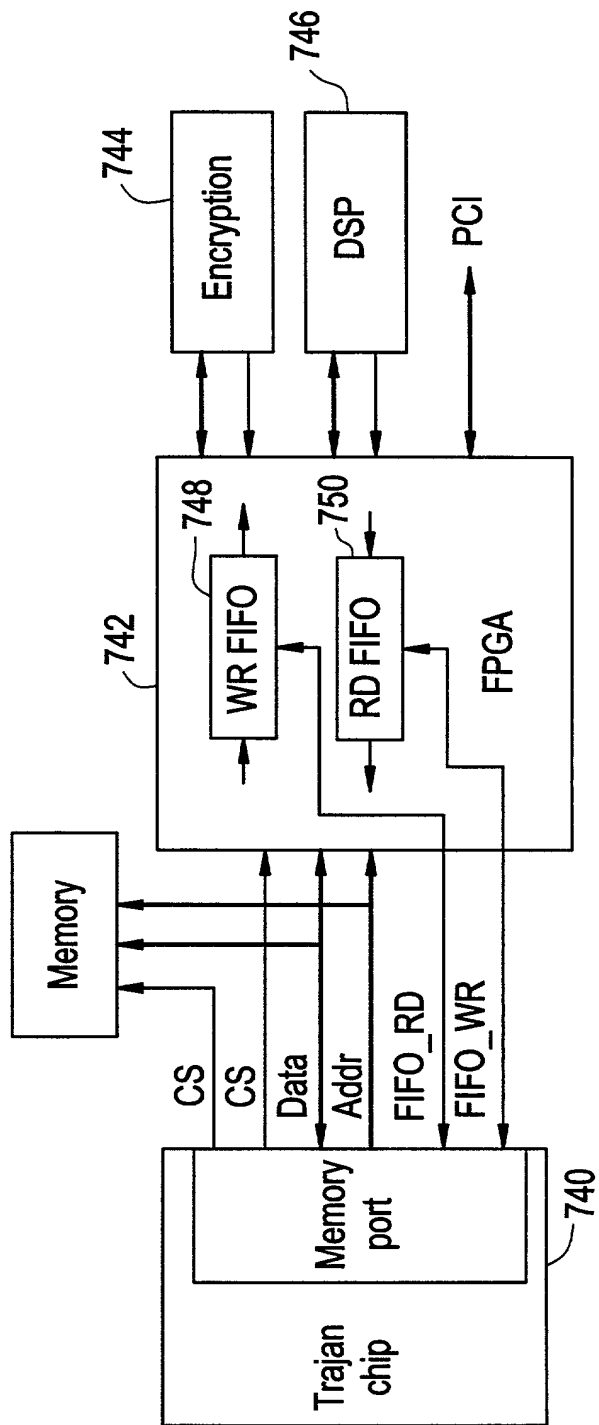 Trajan
chip
Memory
port
740
CS
CS
Data
Addr
FIFO_RD
FIFO_WR
Memory
742
WR FIFO
748
RD FIFO
750
FPGA
Encryption
744
DSP
746
PCI